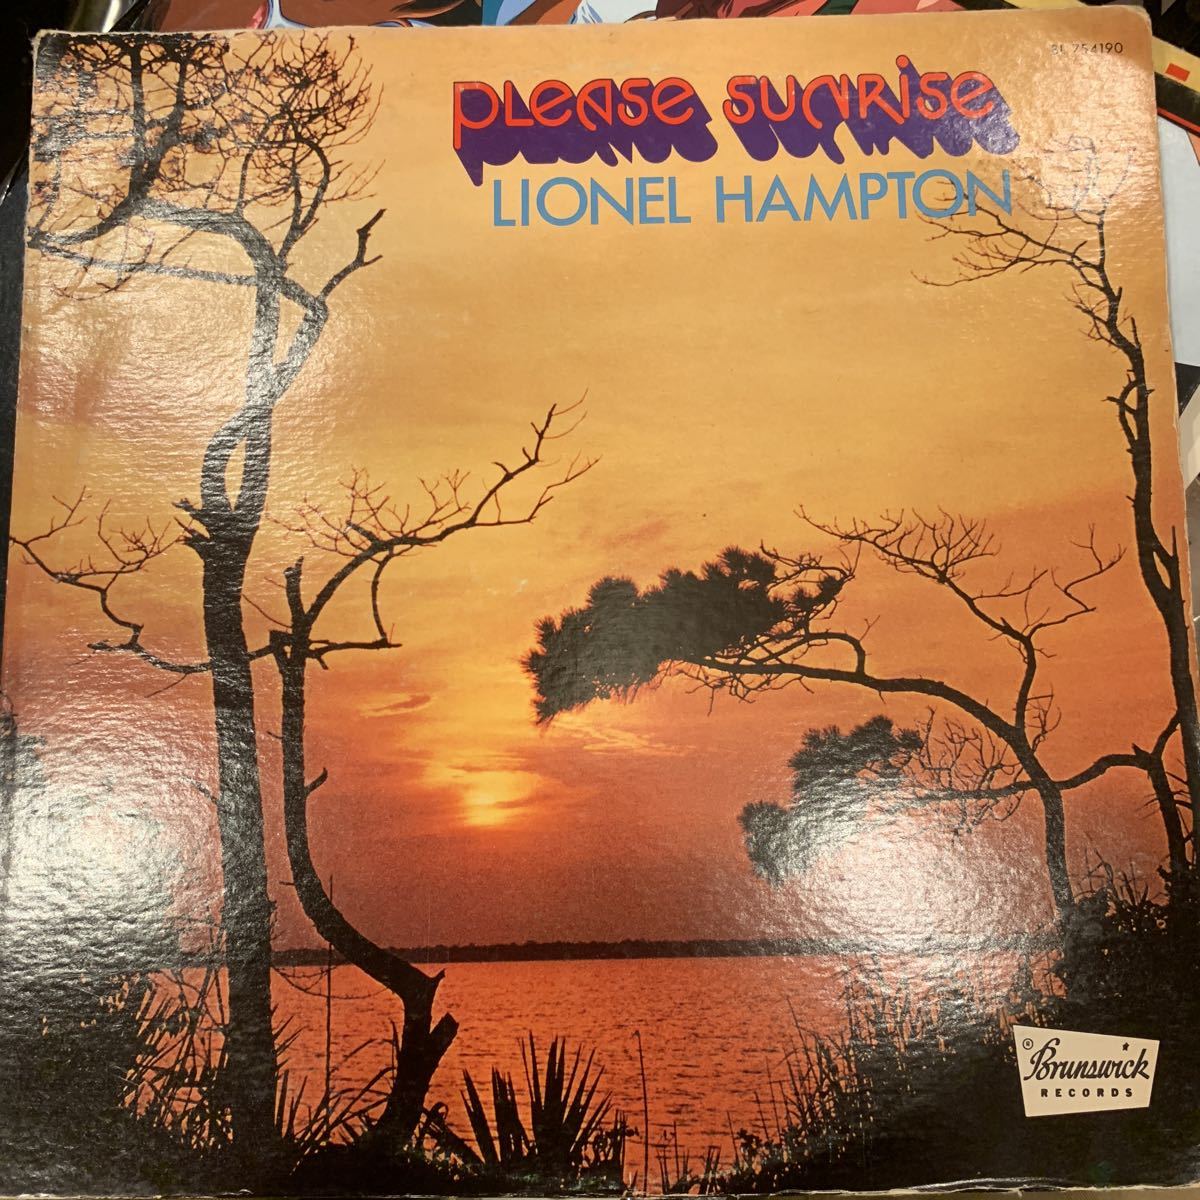 BL 754190
PLEASE SUNRISE
LIONEL HAMPTON
® Brunswick
RECORDS